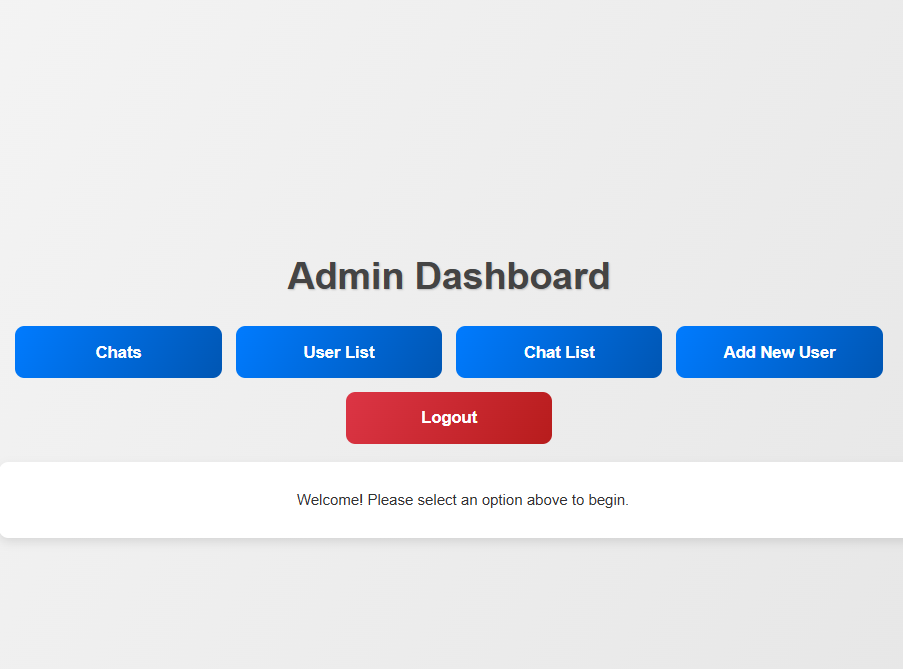 Admin Dashboard
Chats
User List
Chat List
Add New User
Logout
Welcome! Please select an option above to begin.